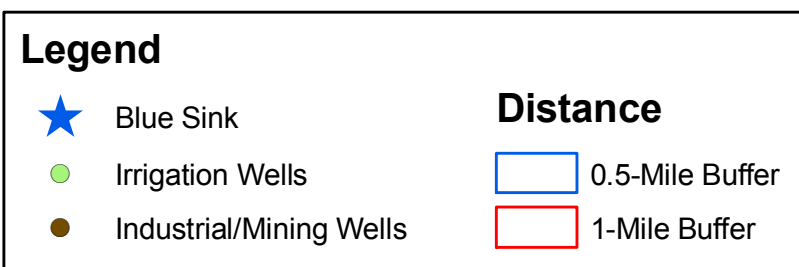 Legend
Blue Sink
Irrigation Wells
Industrial/Mining Wells
Distance
0.5-Mile Buffer
1-Mile Buffer